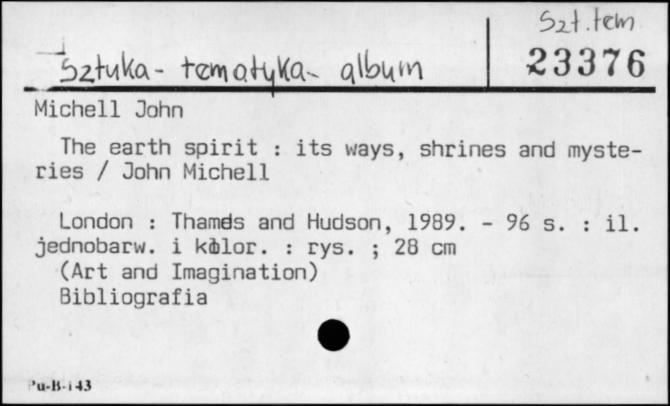 Szt. tem.
Sztuka - tematyka - album
23376
Michell John
The earth spirit : its ways, shrines and myste-
ries / John Michell
London : Thames and Hudson, 1989. - 96 s. : il.
jednobarw. i kolor. : rys. ; 28 cm
(Art and Imagination)
Bibliografia
Pu-B-143